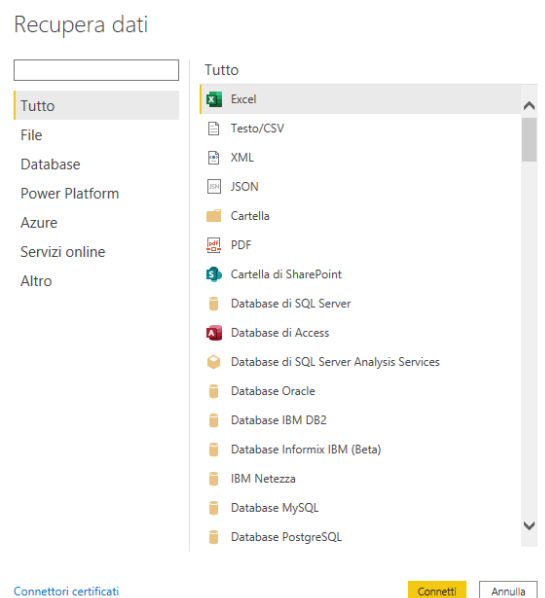 Recupera dati
Tutto
File
Database
Power Platform
Azure
Servizi online
Altro
Tutto
Excel
Testo/CSV
XML
JSON
Cartella
PDF
Cartella di SharePoint
Database di SQL Server
Database di Access
Database di SQL Server Analysis Services
Database Oracle
Database IBM DB2
Database Informix IBM (Beta)
IBM Netezza
Database MySQL
Database PostgreSQL
Connettori certificati
Connetti
Annulla